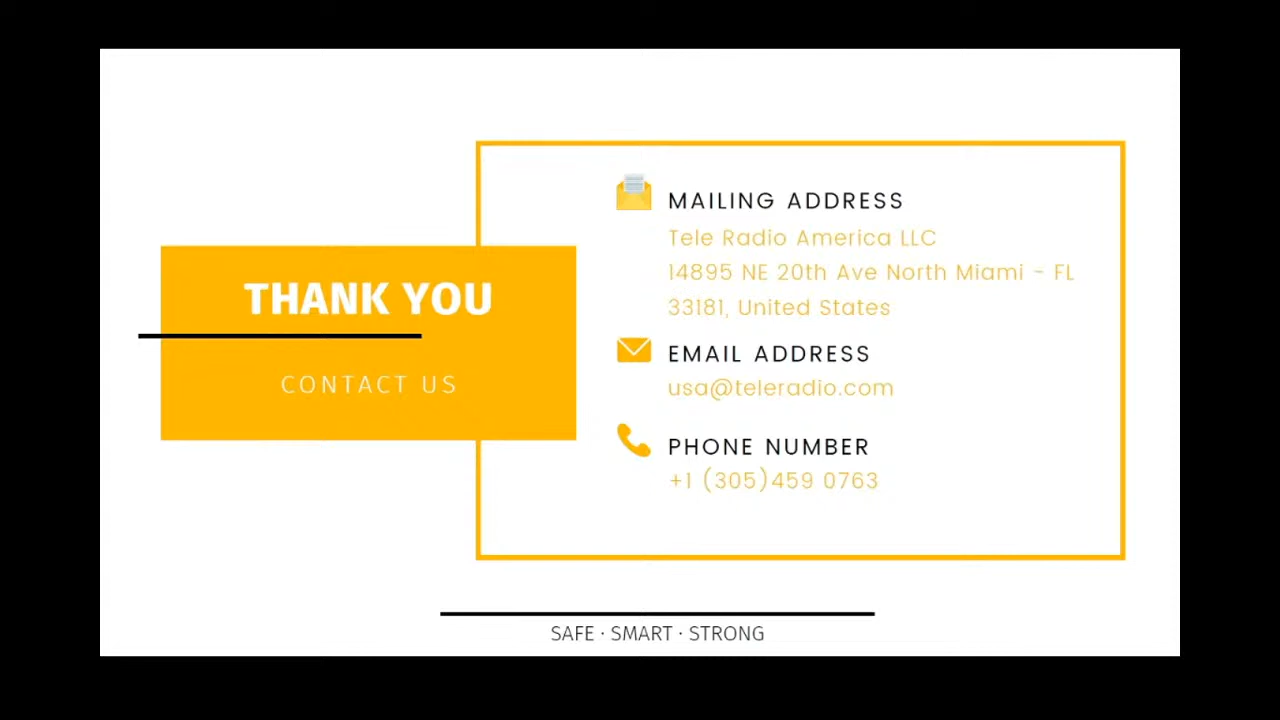 THANK YOU
CONTACT US
MAILING ADDRESS
Tele Radio America LLC
14895 NE 20th Ave North Miami - FL
33181, United States
EMAIL ADDRESS
usa@teleradio.com
PHONE NUMBER
+1 (305)459 0763
SAFE · SMART · STRONG